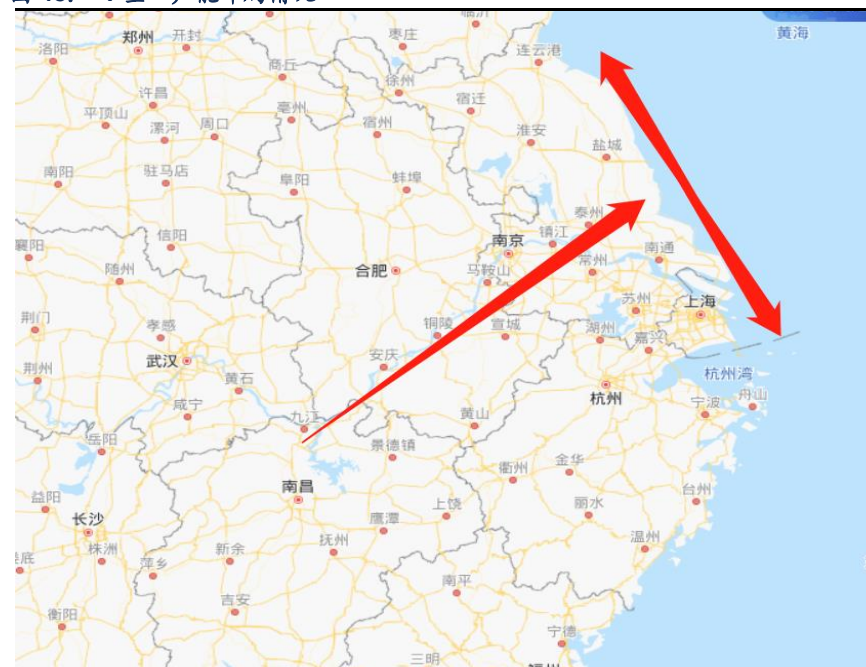 临沂
枣庄
黄海
郑州
开封
洛阳
连云港
商丘
徐州
许昌
宿迁
亳州
平顶山
周口
漯河
宿州
淮安
盐城
南阳
驻马店
阜阳
蚌埠
泰州
镇江
南京
信阳
襄阳
南通
常州
合肥
马鞍山
随州
苏州
上海
荆门
铜陵
宣城
孝感
湖州
嘉兴
武汉
安庆
荆州
杭州湾
黄石
舟山
杭州
宁波
咸宁
九江
黄山
岳阳
景德镇
衢州
金华
南昌
益阳
台州
上饶
丽水
长沙
鹰潭
温州
抚州
株洲
新余
萍乡
南平
吉安
衡阳
宁德
三明